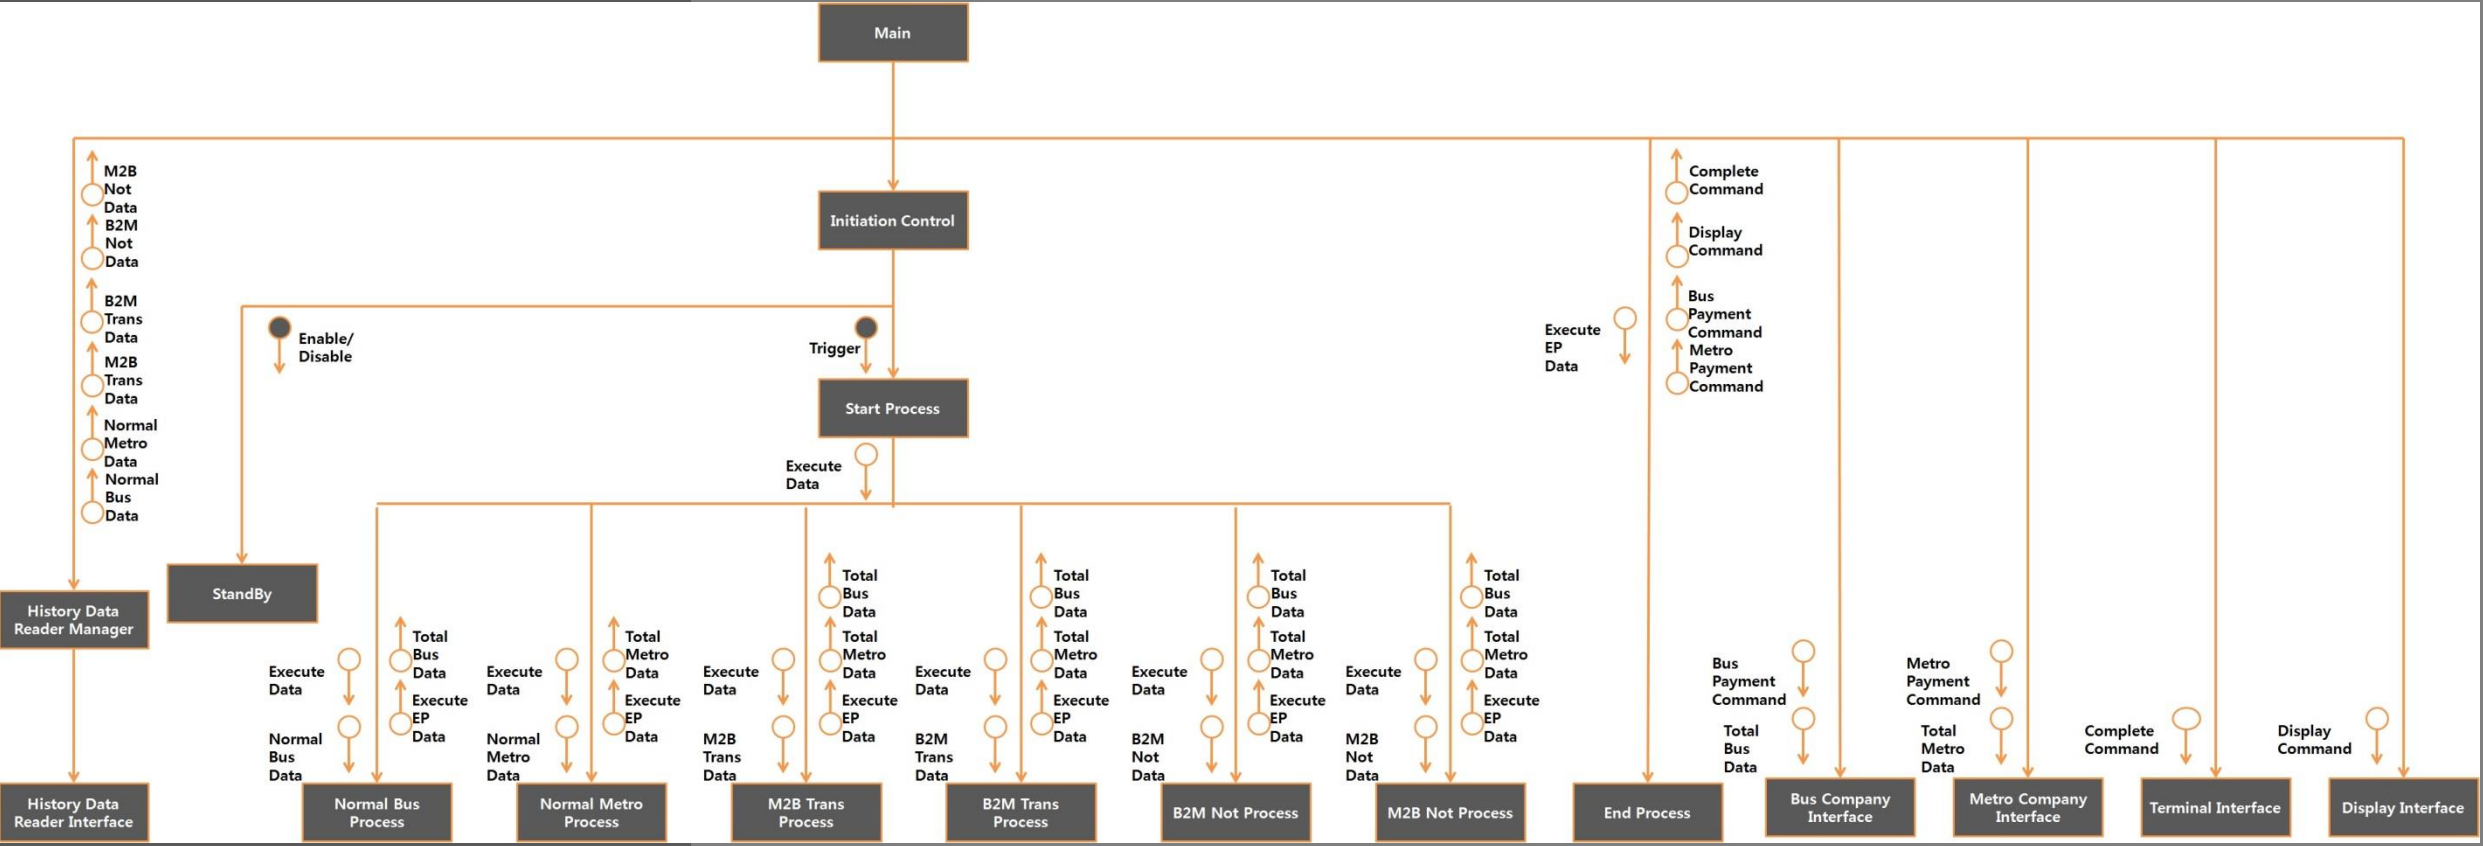 Main
M2B
Not
Data
B2M
Not
Data
B2M
Trans
Data
M2B
Trans
Data
Normal
Metro
Data
Normal
Bus
Data
Initiation Control
Complete
Command
Display
Command
Bus
Payment
Command
Metro
Payment
Command
Execute
EP
Data
Enable/
Disable
Trigger
Start Process
Execute
Data
StandBy
History Data
Reader Manager
History Data
Reader Interface
Execute
Data
Normal
Bus
Data
Total
Bus
Data
Execute
EP
Data
Normal Bus
Process
Execute
Data
Normal
Metro
Data
Total
Metro
Data
Execute
EP
Data
Normal Metro
Process
Execute
Data
M2B
Trans
Data
Total
Bus
Data
Total
Metro
Data
Execute
EP
Data
M2B Trans
Process
Execute
Data
B2M
Trans
Data
Total
Bus
Data
Total
Metro
Data
Execute
EP
Data
B2M Trans
Process
Execute
Data
B2M
Not
Data
Total
Bus
Data
Total
Metro
Data
Execute
EP
Data
B2M Not Process
Execute
Data
M2B
Not
Data
Total
Bus
Data
Total
Metro
Data
Execute
EP
Data
M2B Not Process
End Process
Bus
Payment
Command
Total
Bus
Data
Bus Company
Interface
Metro
Payment
Command
Total
Metro
Data
Metro Company
Interface
Complete
Command
Terminal Interface
Display
Command
Display Interface